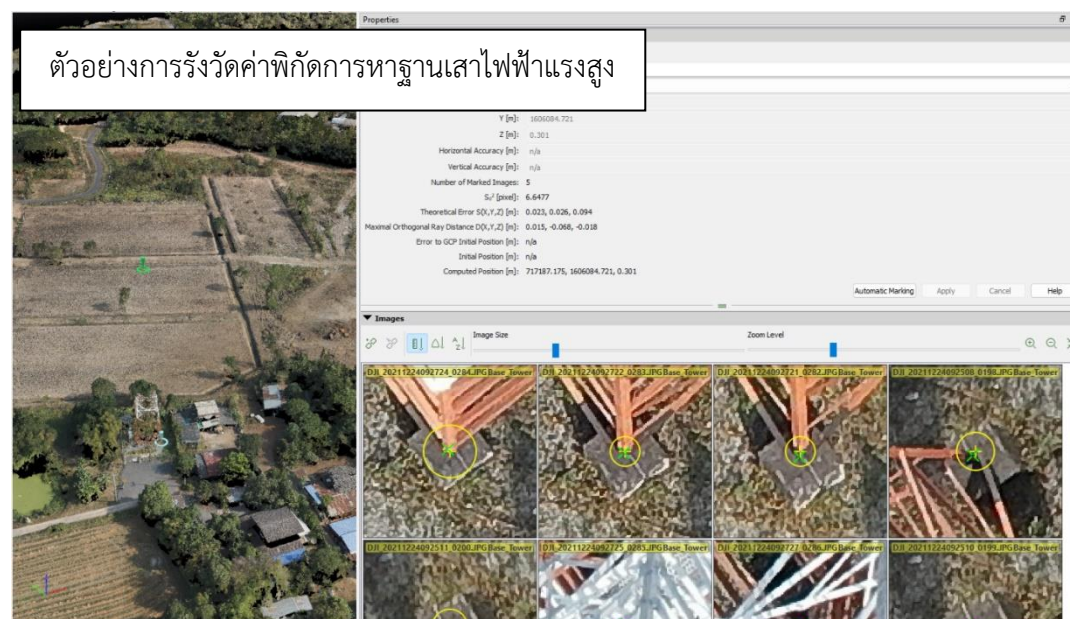 Properties
ตัวอย่างการรังวัดค่าพิกัดการหาฐานเสาไฟฟ้าแรงสูง
Y [m]: 1606084.721
Z [m]: 0.301
Horizontal Accuracy [m]: n/a
Vertical Accuracy [m]: n/a
Number of Marked Images: 5
S₀² [pixel]: 6.6477
Theoretical Error S(X,Y,Z) [m]: 0.023, 0.026, 0.094
Maximal Orthogonal Ray Distance D(X,Y,Z) [m]: 0.015, -0.068, -0.018
Error to GCP Initial Position [m]: n/a
Initial Position [m]: n/a
Computed Position [m]: 717187.175, 1606084.721, 0.301
Automatic Marking Apply Cancel Help
Images
Image Size Zoom Level
DJI_20211224092724_0284.JPG Base_Tower DJI_20211224092722_0283.JPG Base_Tower DJI_20211224092721_0282.JPG Base_Tower DJI_20211224092508_0198.JPG Base_Tower
DJI_20211224092511_0200.JPG Base_Tower DJI_20211224092725_0285.JPG Base_Tower DJI_20211224092727_0286.JPG Base_Tower DJI_20211224092510_0199.JPG Base_Tower